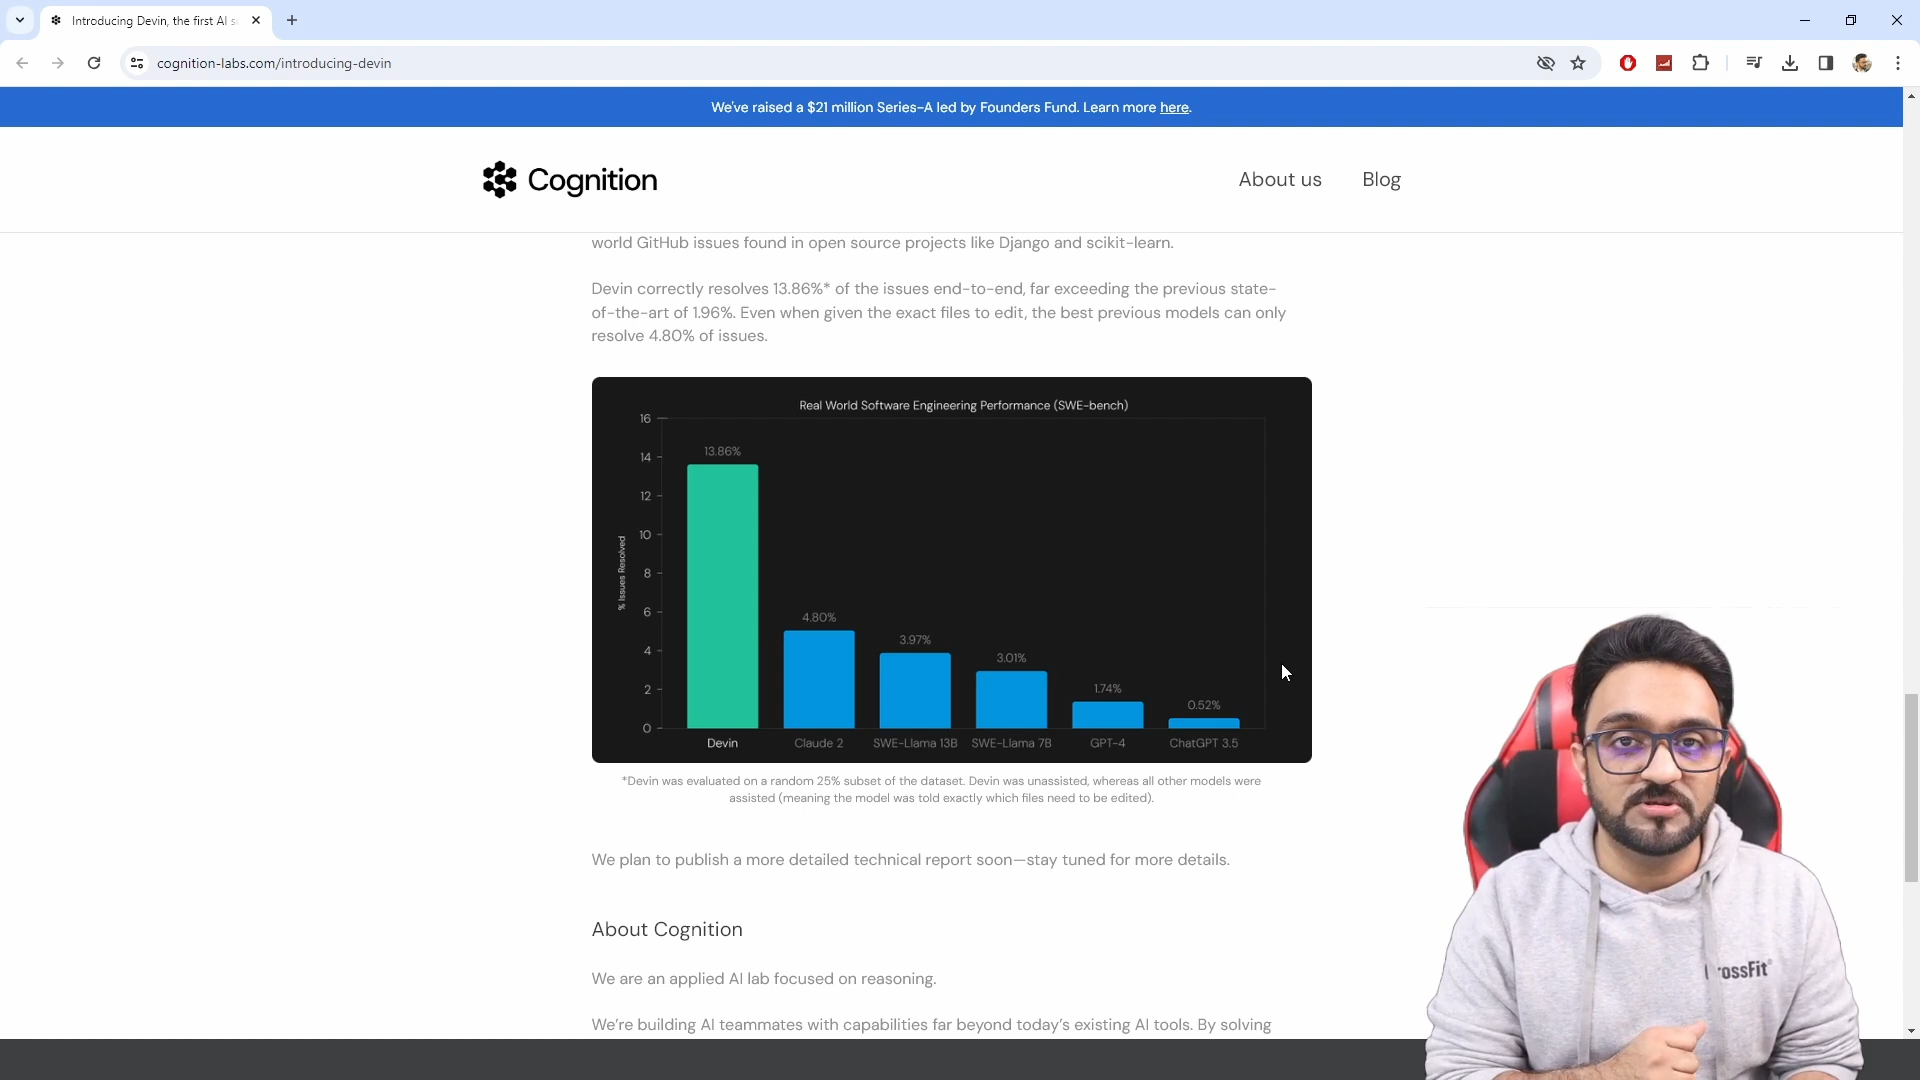 Introducing Devin, the first AI s
cognition-labs.com/introducing-devin
We've raised a $21 million Series-A led by Founders Fund. Learn more here.
Cognition
About us
Blog
world GitHub issues found in open source projects like Django and scikit-learn.
Devin correctly resolves 13.86%* of the issues end-to-end, far exceeding the previous state-
of-the-art of 1.96%. Even when given the exact files to edit, the best previous models can only
resolve 4.80% of issues.
Real World Software Engineering Performance (SWE-bench)
% Issues Resolved
16
14
12
10
8
6
4
2
0
13.86%
4.80%
3.97%
3.01%
1.74%
0.52%
Devin
Claude 2
SWE-Llama 13B
SWE-Llama 7B
GPT-4
ChatGPT 3.5
*Devin was evaluated on a random 25% subset of the dataset. Devin was unassisted, whereas all other models were
assisted (meaning the model was told exactly which files need to be edited).
We plan to publish a more detailed technical report soon—stay tuned for more details.
About Cognition
We are an applied AI lab focused on reasoning.
We're building AI teammates with capabilities far beyond today's existing AI tools. By solving
rossFit